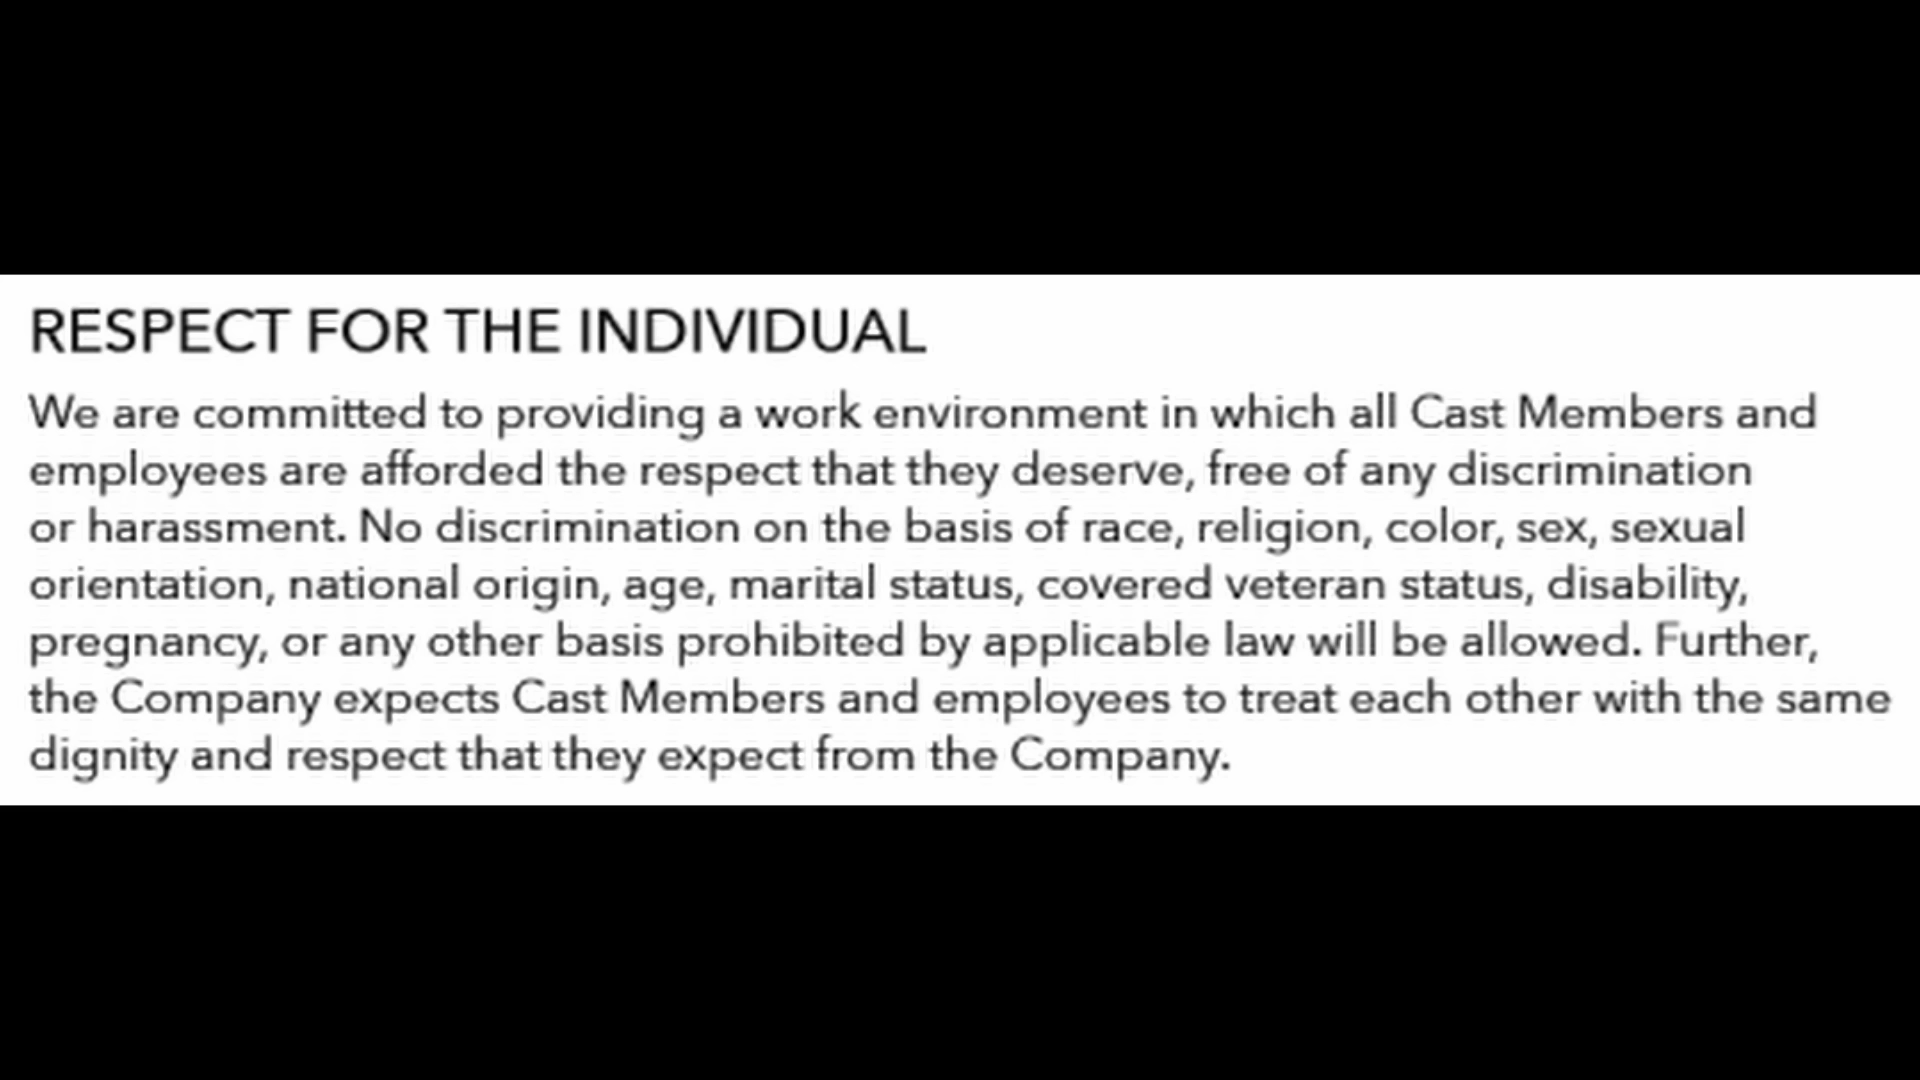 RESPECT FOR THE INDIVIDUAL
We are committed to providing a work environment in which all Cast Members and
employees are afforded the respect that they deserve, free of any discrimination
or harassment. No discrimination on the basis of race, religion, color, sex, sexual
orientation, national origin, age, marital status, covered veteran status, disability,
pregnancy, or any other basis prohibited by applicable law will be allowed. Further,
the Company expects Cast Members and employees to treat each other with the same
dignity and respect that they expect from the Company.